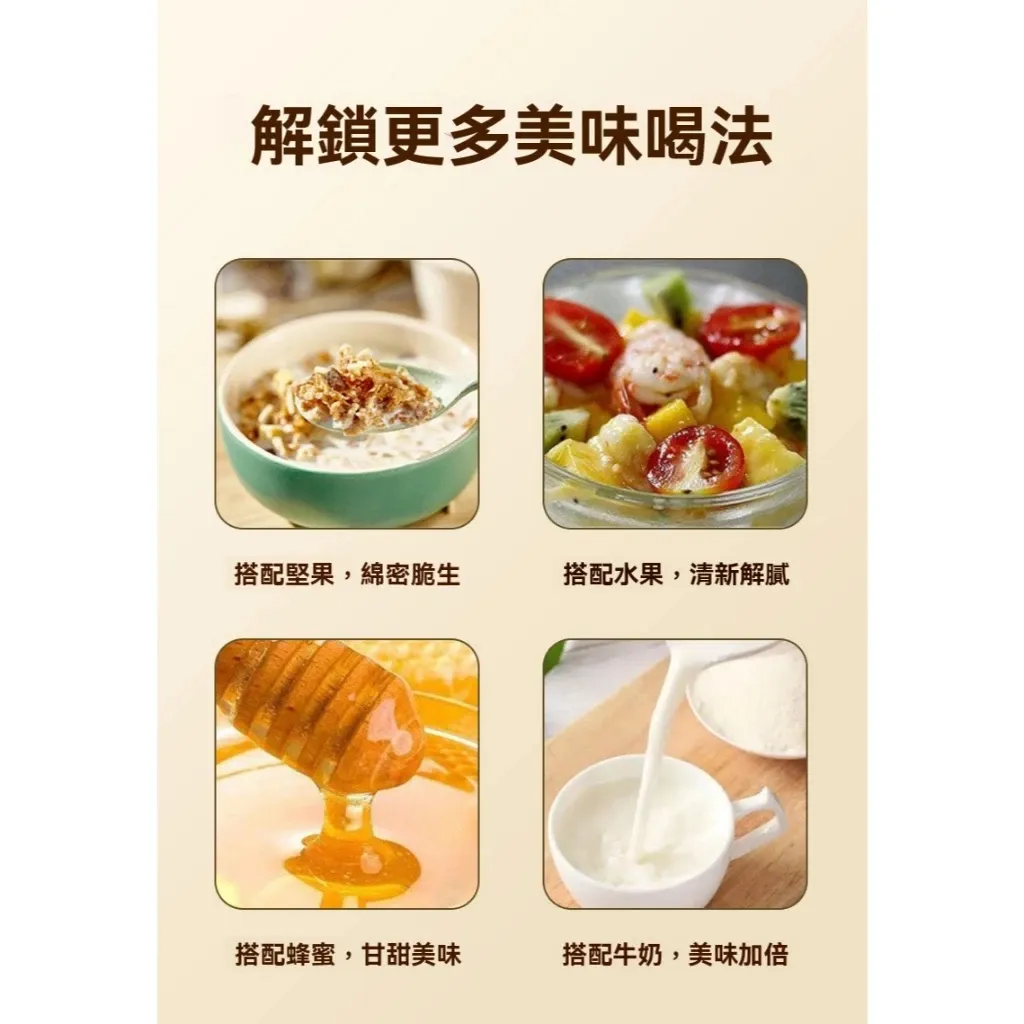 解鎖更多美味喝法
搭配堅果，綿密脆生
搭配水果，清新解膩
搭配蜂蜜，甘甜美味
搭配牛奶，美味加倍